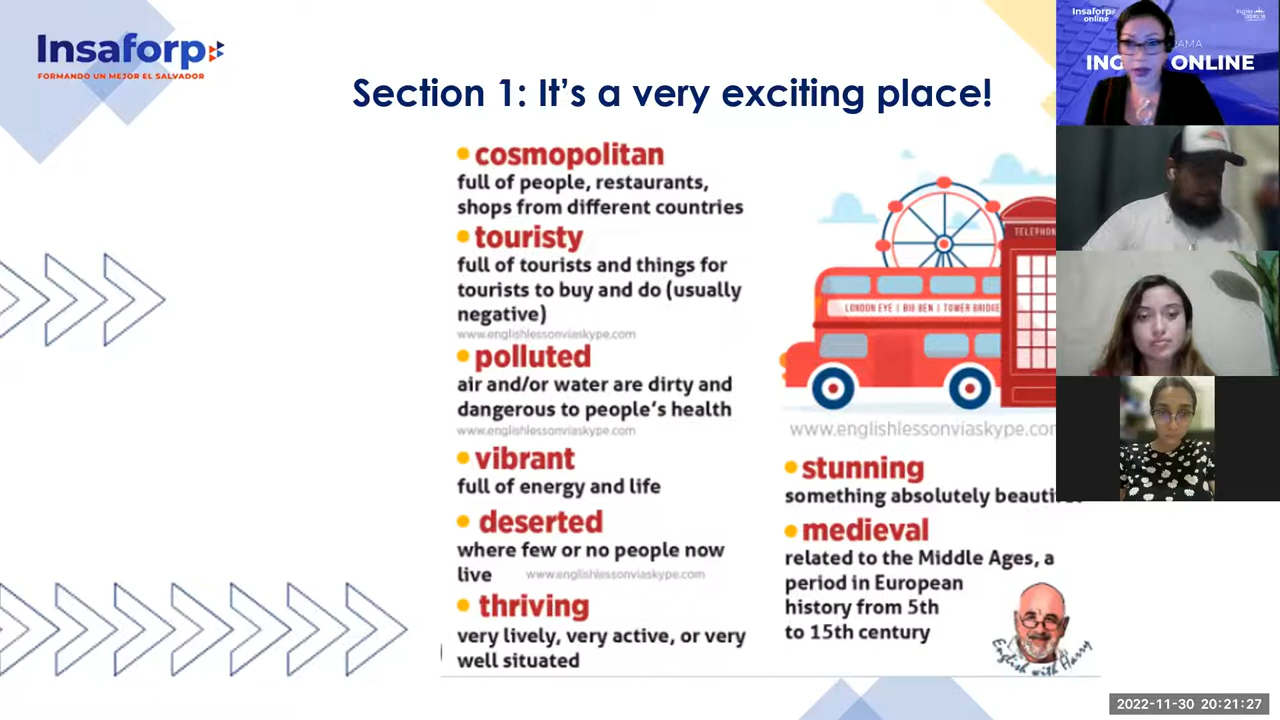 Insaforp
FORMANDO UN MEJOR EL SALVADOR
Section 1: It's a very exciting place!
cosmopolitan
full of people, restaurants,
shops from different countries
touristy
full of tourists and things for
tourists to buy and do (usually
negative)
www.englishlessonviaskype.com
polluted
air and/or water are dirty and
dangerous to people's health
www.englishlessonviaskype.com
vibrant
full of energy and life
deserted
where few or no people now
live
www.englishlessonviaskype.com
thriving
very lively, very active, or very
well situated
LONDON EYE | BIG BEN | TOWER BRIDGE
www.englishlessonviaskype.com
stunning
something absolutely
medieval
related to the Middle Ages, a
period in European
history from 5th
to 15th century
English with Harry
Insaforp
online
ONLINE
2022-11-30 20:21:27